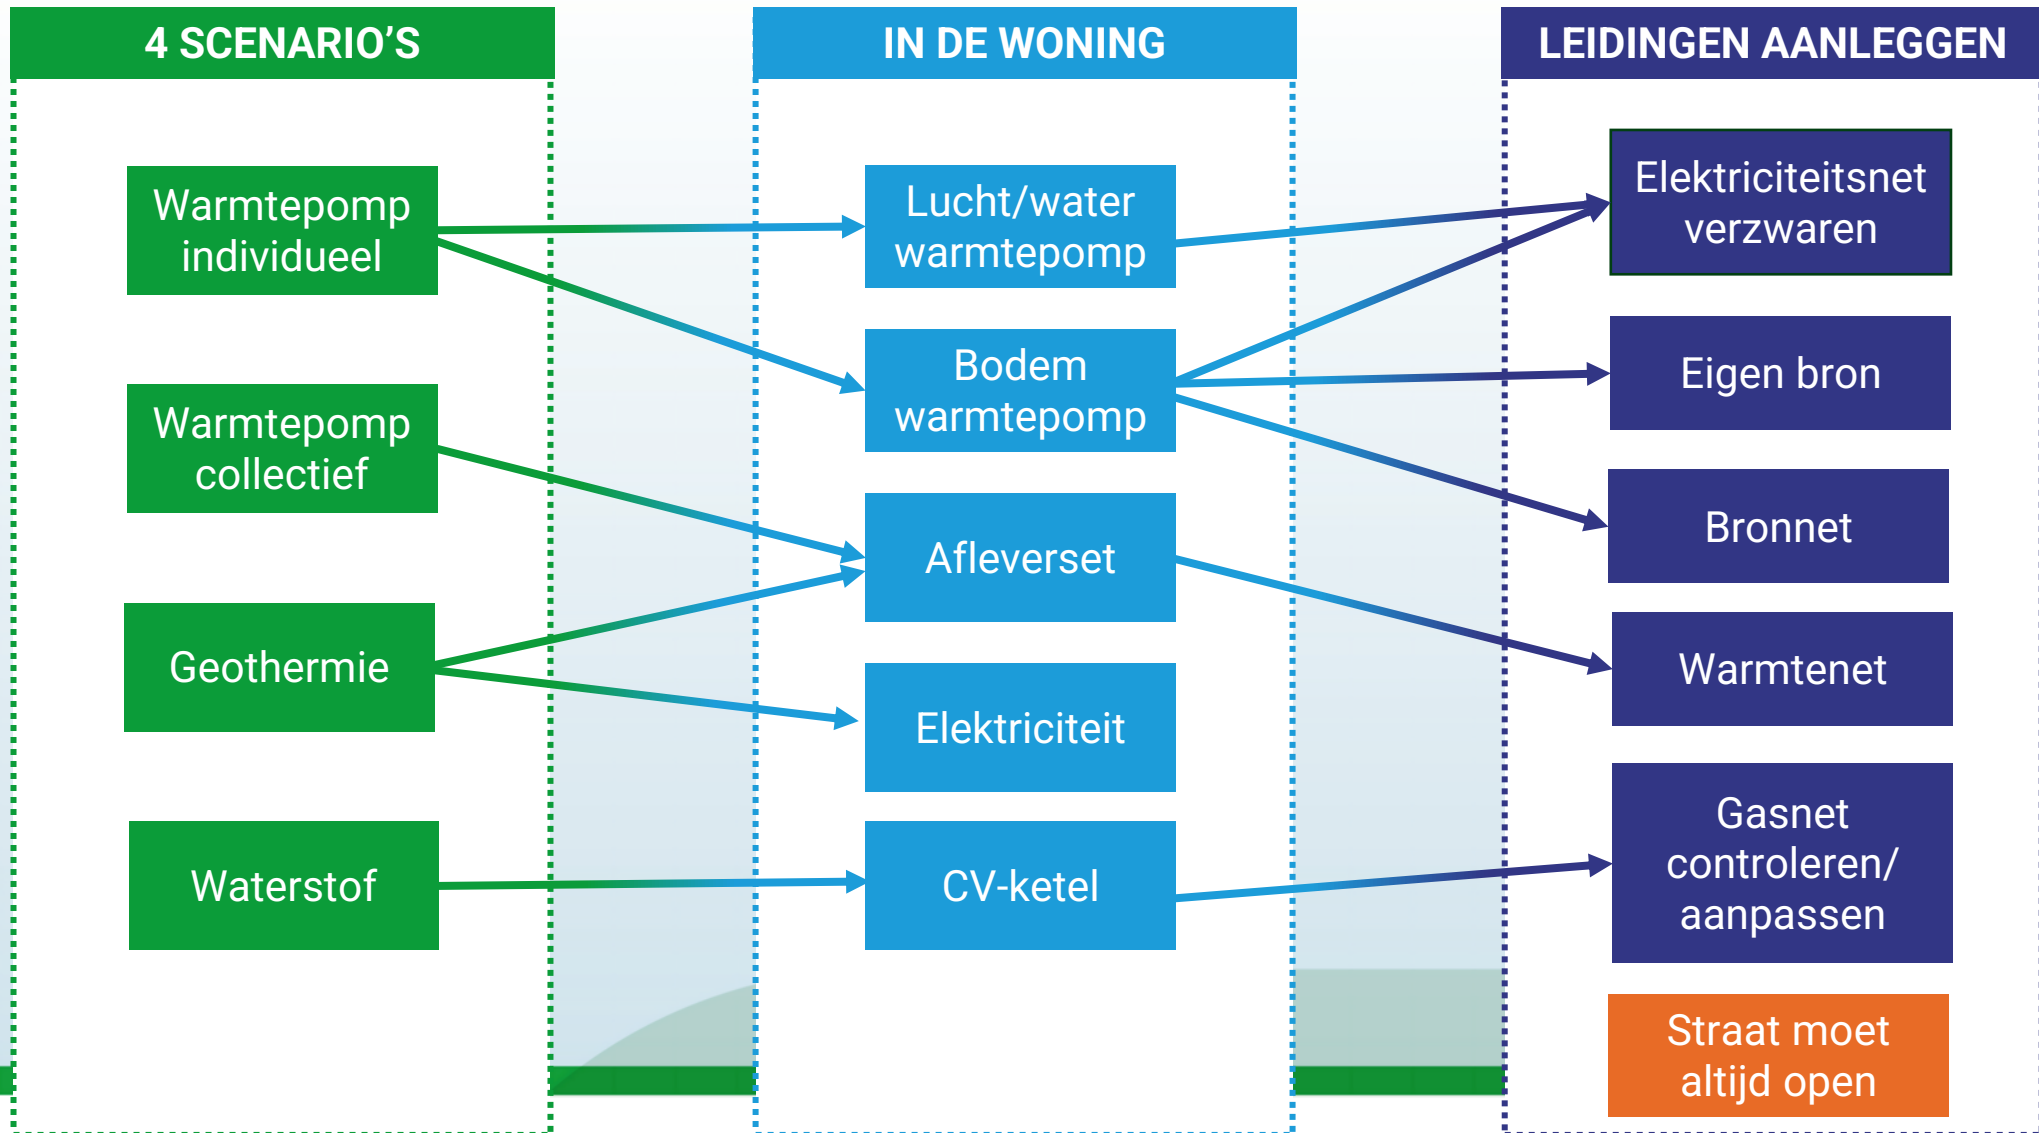 4 SCENARIO’S
Warmtepomp
individueel
Warmtepomp
collectief
Geothermie
Waterstof
IN DE WONING
Lucht/water
warmtepomp
Bodem
warmtepomp
Afleverset
Elektriciteit
CV-ketel
LEIDINGEN AANLEGGEN
Elektriciteitsnet
verzwaren
Eigen bron
Bronnet
Warmtenet
Gasnet
controleren/
aanpassen
Straat moet
altijd open